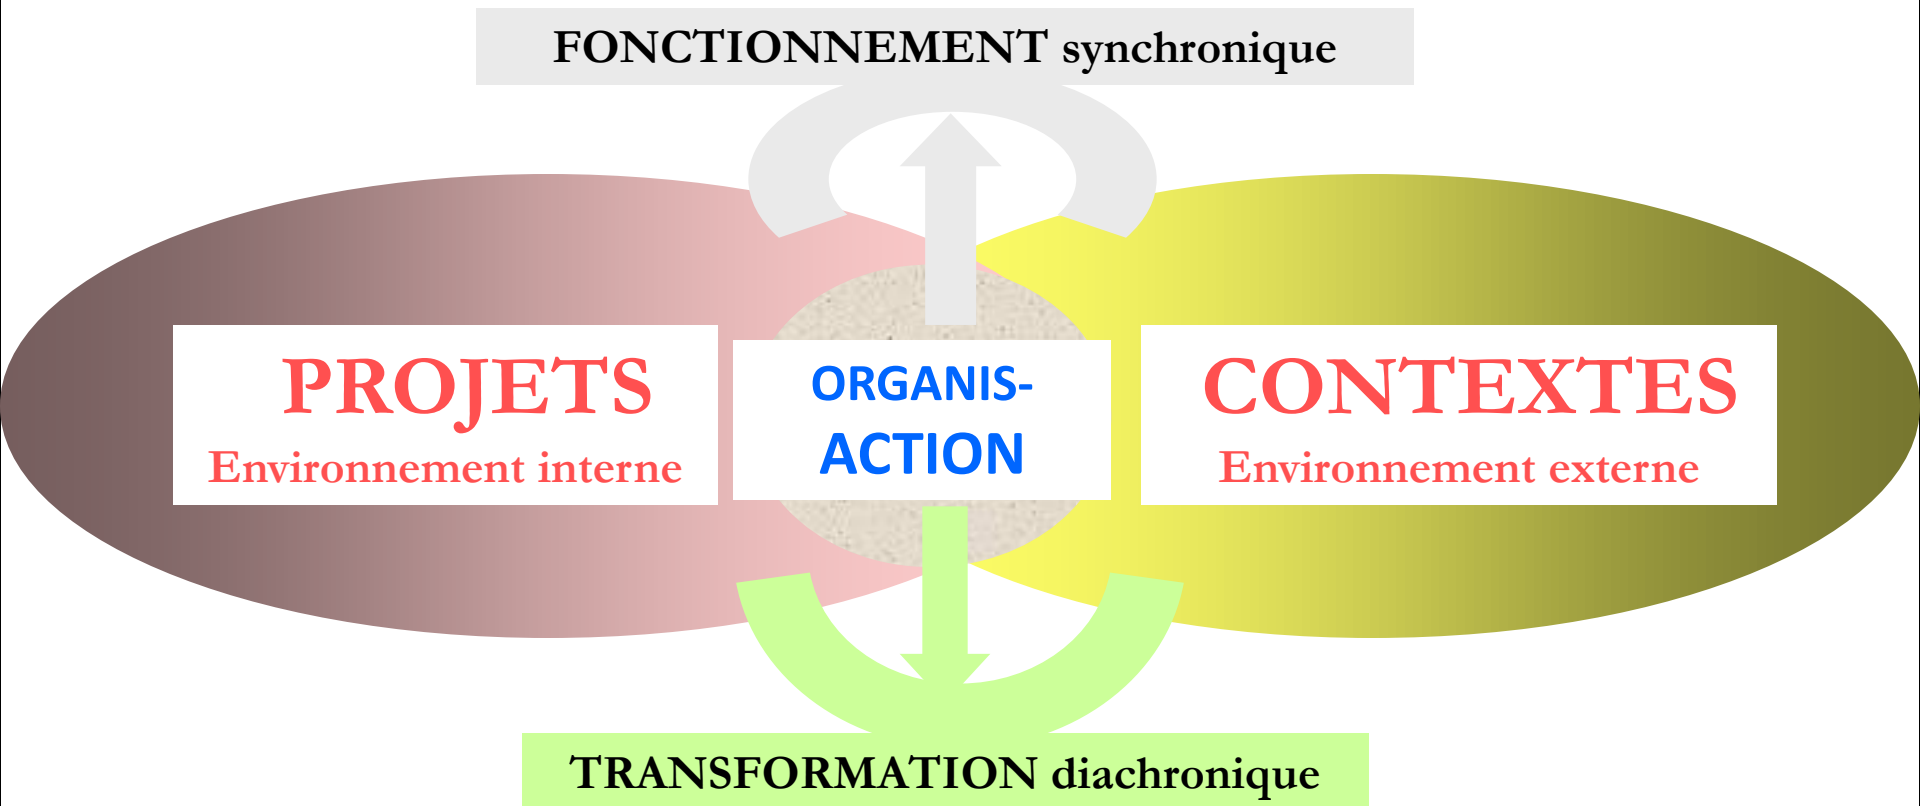 FONCTIONNEMENT synchronique
PROJETS
Environnement interne
ORGANIS-
ACTION
CONTEXTES
Environnement externe
TRANSFORMATION diachronique